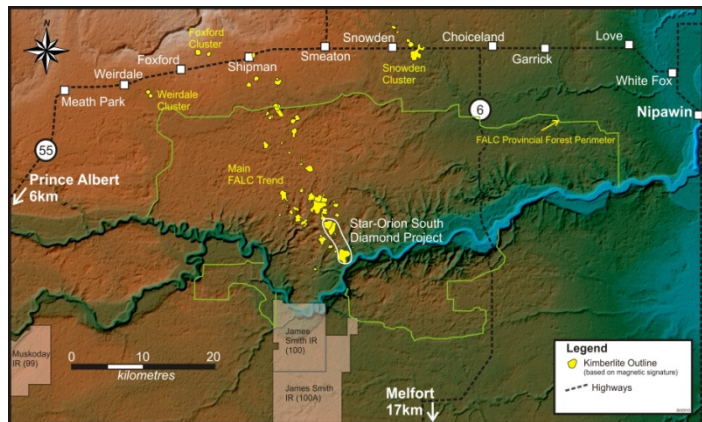 N
Foxford
Cluster
Snowden
Choiceland
Love
Foxford
Shipman
Smeaton
Garrick
Weirdale
Meath Park
Weirdale
Cluster
Snowden
Cluster
White Fox
Nipawin
6
FALC Provincial Forest Perimeter
55
Main
FALC Trend
Prince Albert
6km
Star-Orion South
Diamond Project
Muskoday
IR (99)
0 10 20
kilometres
James
Smith IR
(100)
James Smith
IR (100A)
Melfort
17km
Legend
Kimberlite Outline
(based on magnetic signature)
Highways